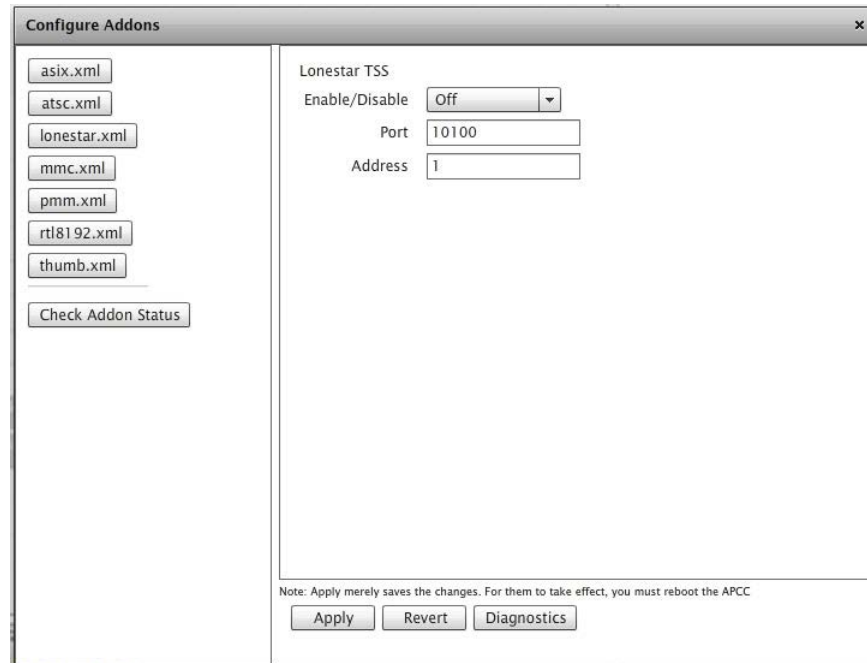 Configure Addons
x
asix.xml
atsc.xml
lonestar.xml
mmc.xml
pmm.xml
rtl8192.xml
thumb.xml
Check Addon Status
Lonestar TSS
Enable/Disable Off
Port 10100
Address 1
Note: Apply merely saves the changes. For them to take effect, you must reboot the APCC
Apply Revert Diagnostics